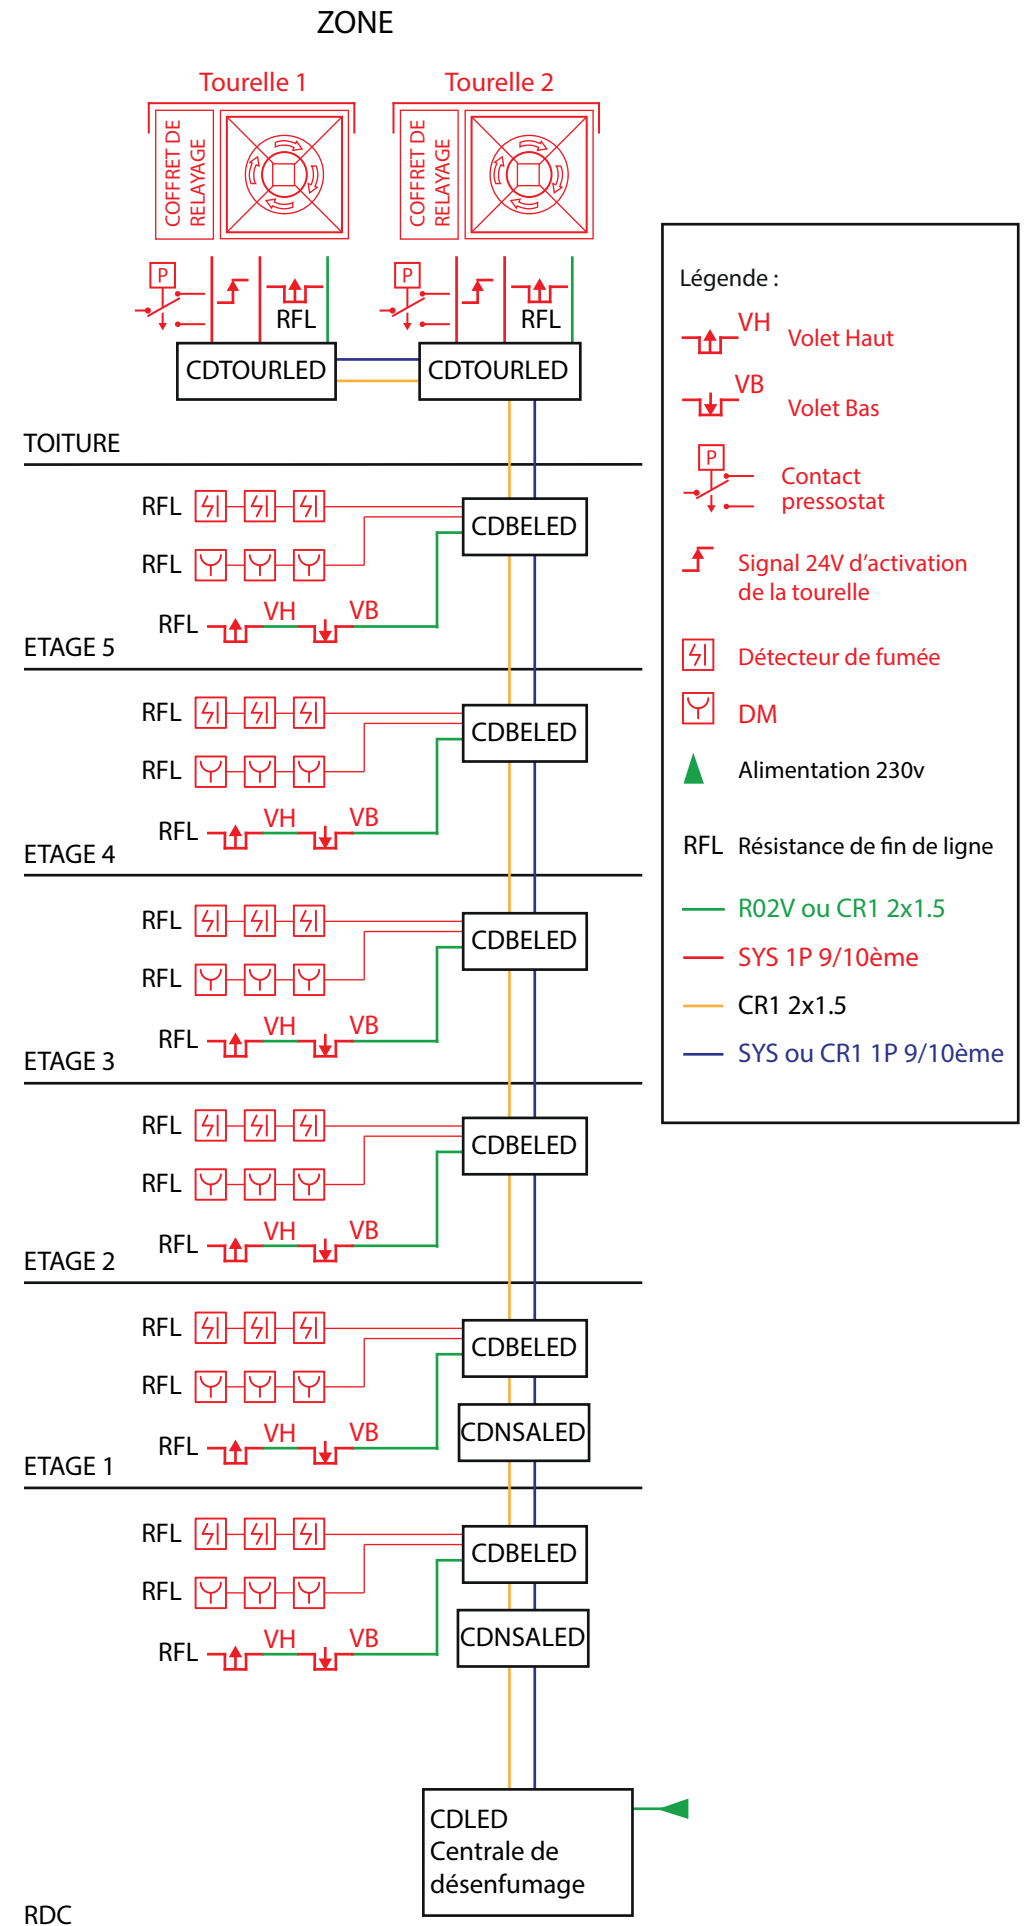 ZONE
Tourelle 1
Tourelle 2
COFFRET DE
RELAYAGE
COFFRET DE
RELAYAGE
P
RFL
P
RFL
CDTOURLED
CDTOURLED
TOITURE
RFL
CDBELED
RFL
RFL
VH
VB
ETAGE 5
RFL
CDBELED
RFL
RFL
VH
VB
ETAGE 4
RFL
CDBELED
RFL
RFL
VH
VB
ETAGE 3
RFL
CDBELED
RFL
RFL
VH
VB
ETAGE 2
RFL
CDBELED
RFL
CDNSALED
RFL
VH
VB
ETAGE 1
RFL
CDBELED
RFL
CDNSALED
RFL
VH
VB
CDLED
Centrale de
désenfumage
RDC
Légende :
VH
Volet Haut
VB
Volet Bas
P
Contact
pressostat
Signal 24V d'activation
de la tourelle
Détecteur de fumée
DM
Alimentation 230v
RFL Résistance de fin de ligne
R02V ou CR1 2x1.5
SYS 1P 9/10ème
CR1 2x1.5
SYS ou CR1 1P 9/10ème